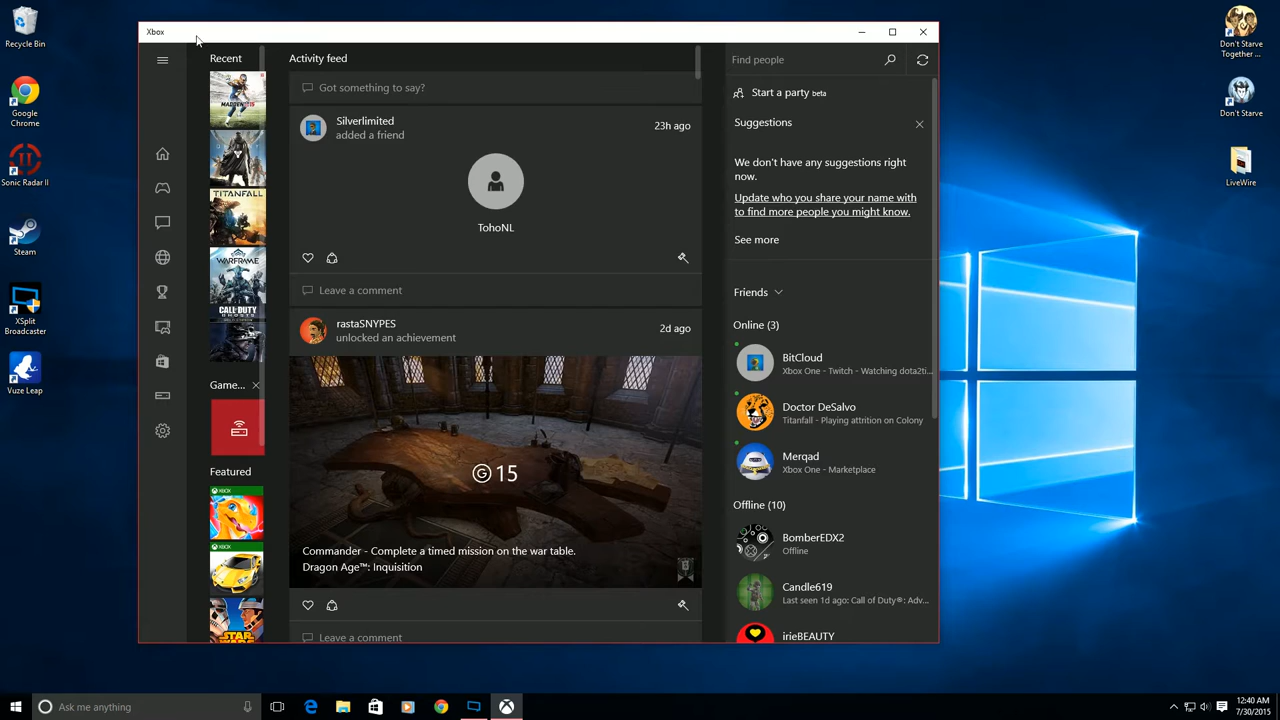 Recycle Bin
Google
Chrome
Sonic Radar II
Steam
XSplit
Broadcaster
Vuze Leap
Xbox
Recent
MADDEN 15
DESTINY
TITANFALL
WARFRAME
CALL OF DUTY
GHOSTS
Game...
Featured
XBOX
XBOX
STAR
Activity feed
Got something to say?
Silverlimited
added a friend
23h ago
TohoNL
Leave a comment
rastaSNYPES
unlocked an achievement
2d ago
G 15
Commander - Complete a timed mission on the war table.
Dragon Age™: Inquisition
Leave a comment
Find people
Start a party beta
Suggestions
We don't have any suggestions right
now.
Update who you share your name with
to find more people you might know.
See more
Friends
Online (3)
BitCloud
Xbox One - Twitch - Watching dota2ti...
Doctor DeSalvo
Titanfall - Playing attrition on Colony
Merqad
Xbox One - Marketplace
Offline (10)
BomberEDX2
Offline
Candle619
Last seen 1d ago: Call of Duty®: Adv...
irieBEAUTY
Don't Starve
Together ...
Don't Starve
LiveWire
Ask me anything
12:40 AM
7/30/2015